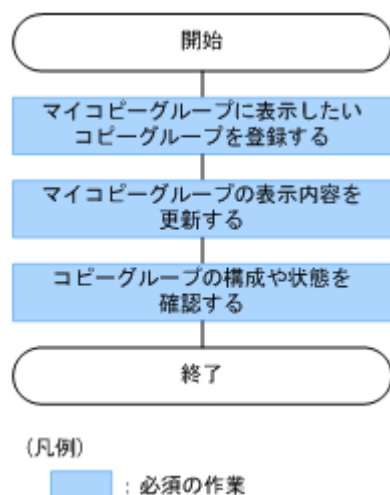 開始
マイコピーグループに表示したい
コピーグループを登録する
マイコピーグループの表示内容を
更新する
コピーグループの構成や状態を
確認する
終了
(凡例)
：必須の作業